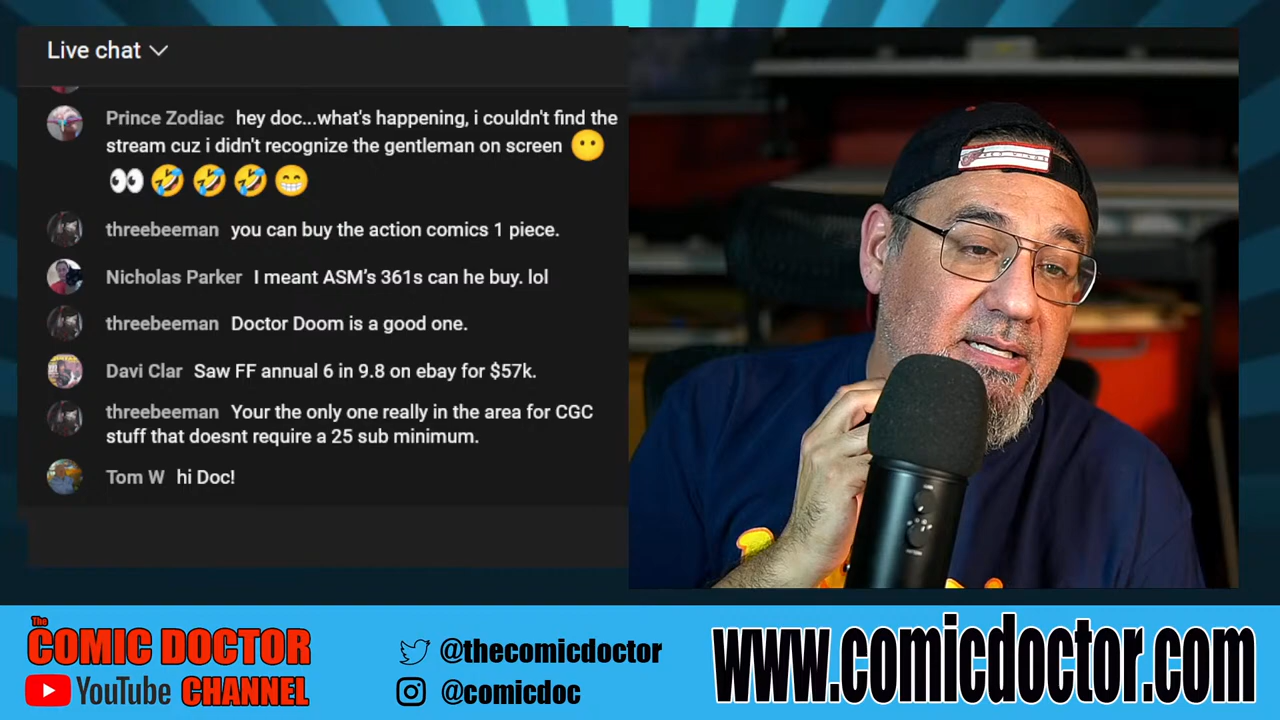 Live chat
Prince Zodiac hey doc...what's happening, i couldn't find the
stream cuz i didn't recognize the gentleman on screen 😶
👀🤣🤣🤣😁
threebeeman you can buy the action comics 1 piece.
Nicholas Parker I meant ASM's 361s can he buy. lol
threebeeman Doctor Doom is a good one.
Davi Clar Saw FF annual 6 in 9.8 on ebay for $57k.
threebeeman Your the only one really in the area for CGC
stuff that doesnt require a 25 sub minimum.
Tom W hi Doc!
The
COMIC DOCTOR
YouTube CHANNEL
@thecomicdoctor
@comicdoc
www.comicdoctor.com